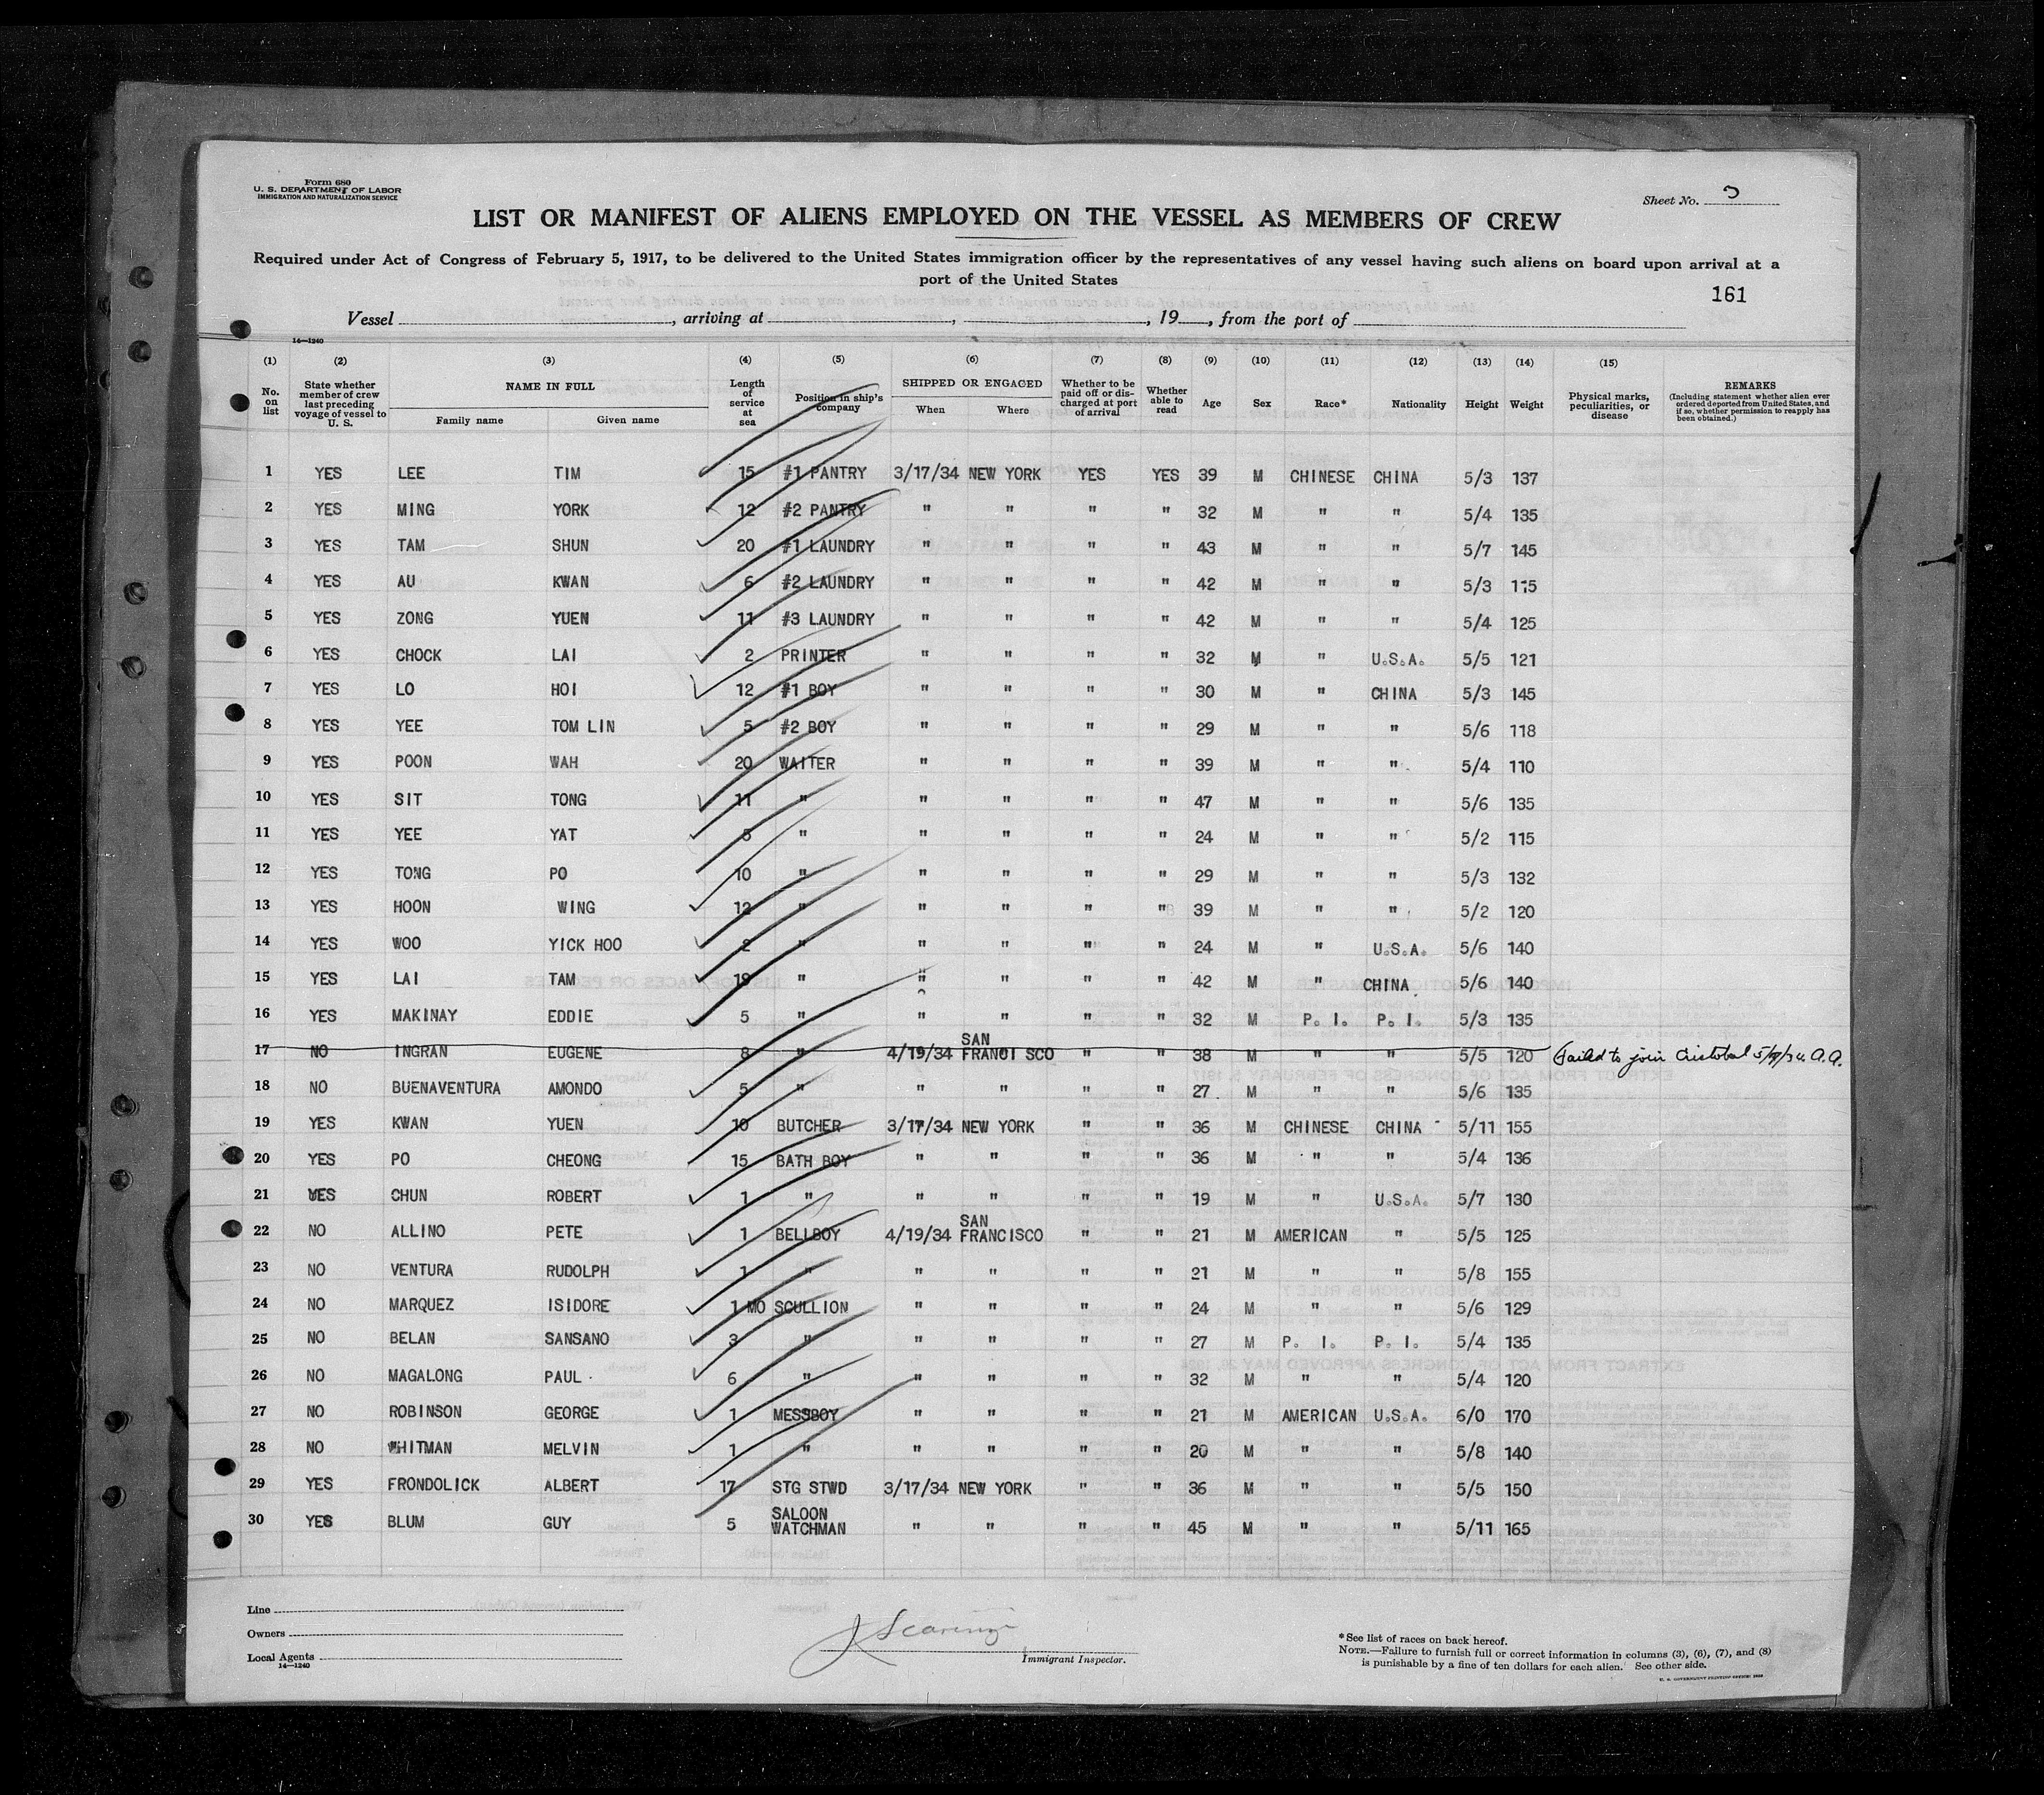 Form 680
U. S. DEPARTMENT OF LABOR
IMMIGRATION AND NATURALIZATION SERVICE
Sheet No. 3
LIST OR MANIFEST OF ALIENS EMPLOYED ON THE VESSEL AS MEMBERS OF CREW
Required under Act of Congress of February 5, 1917, to be delivered to the United States immigration officer by the representatives of any vessel having such aliens on board upon arrival at a
port of the United States
161
Vessel , arriving at , , 19 , from the port of
14—1240
(1) (2) (3) (4) (5) (6) (7) (8) (9) (10) (11) (12) (13) (14) (15)
No. on list State whether member of crew last preceding voyage of vessel to U. S. NAME IN FULL Family name Given name Length of service at sea Position in ship's company SHIPPED OR ENGAGED When Where Whether to be paid off or discharged at port of arrival Whether able to read Age Sex Race* Nationality Height Weight Physical marks, peculiarities, or disease REMARKS (Including statement whether alien ever ordered deported from United States, and if so, whether permission to reapply has been obtained.)
1 YES LEE TIM 15 #1 PANTRY 3/17/34 NEW YORK YES YES 39 M CHINESE CHINA 5/3 137
2 YES MING YORK 12 #2 PANTRY " " " " 32 M " " 5/4 135
3 YES TAM SHUN 20 #1 LAUNDRY " " " " 43 M " " 5/7 145
4 YES AU KWAN 6 #2 LAUNDRY " " " " 42 M " " 5/3 115
5 YES ZONG YUEN 11 #3 LAUNDRY " " " " 42 M " " 5/4 125
6 YES CHOCK LAI 2 PRINTER " " " " 32 M " U.S.A. 5/5 121
7 YES LO HOI 12 #1 BOY " " " " 30 M " CHINA 5/3 145
8 YES YEE TOM LIN 5 #2 BOY " " " " 29 M " " 5/6 118
9 YES POON WAH 20 WAITER " " " " 39 M " " 5/4 110
10 YES SIT TONG 11 " " " " " 47 M " " 5/6 135
11 YES YEE YAT 5 " " " " " 24 M " " 5/2 115
12 YES TONG PO 10 " " " " " 29 M " " 5/3 132
13 YES HOON WING 12 " " " " " 39 M " " 5/2 120
14 YES WOO YICK HOO 2 " " " " " 24 M " U.S.A. 5/6 140
15 YES LAI TAM 19 " " " " " 42 M " CHINA 5/6 140
16 YES MAKINAY EDDIE 5 " " " " " 32 M P. I. P. I. 5/3 135
17 NO INGRAN EUGENE 8 " 4/19/34 SAN FRANCISCO " " 38 M " " 5/5 120 Failed to join Cristobal 5/9/34 A.A.
18 NO BUENAVENTURA AMONDO 5 " " " " " 27 M " " 5/6 135
19 YES KWAN YUEN 10 BUTCHER 3/17/34 NEW YORK " " 36 M CHINESE CHINA 5/11 155
20 YES PO CHEONG 15 BATH BOY " " " " 36 M " " 5/4 136
21 YES CHUN ROBERT 1 " " " " " 19 M " U.S.A. 5/7 130
22 NO ALLINO PETE 1 BELLBOY 4/19/34 SAN FRANCISCO " " 21 M AMERICAN " 5/5 125
23 NO VENTURA RUDOLPH 1 " " " " " 21 M " " 5/8 155
24 NO MARQUEZ ISIDORE 1 MO SCULLION " " " " 24 M " " 5/6 129
25 NO BELAN SANSANO 3 " " " " " 27 M P. I. P. I. 5/4 135
26 NO MAGALONG PAUL 6 " " " " " 32 M " " 5/4 120
27 NO ROBINSON GEORGE 1 MESSBOY " " " " 21 M AMERICAN U.S.A. 6/0 170
28 NO WHITMAN MELVIN 1 " " " " " 20 M " " 5/8 140
29 YES FRONDOLICK ALBERT 17 STG STWD 3/17/34 NEW YORK " " 36 M " " 5/5 150
30 YES BLUM GUY 5 SALOON WATCHMAN " " " " 45 M " " 5/11 165
Line
Owners
Local Agents
14—1240
Immigrant Inspector.
*See list of races on back hereof.
NOTE.—Failure to furnish full or correct information in columns (3), (6), (7), and (8)
is punishable by a fine of ten dollars for each alien. See other side.